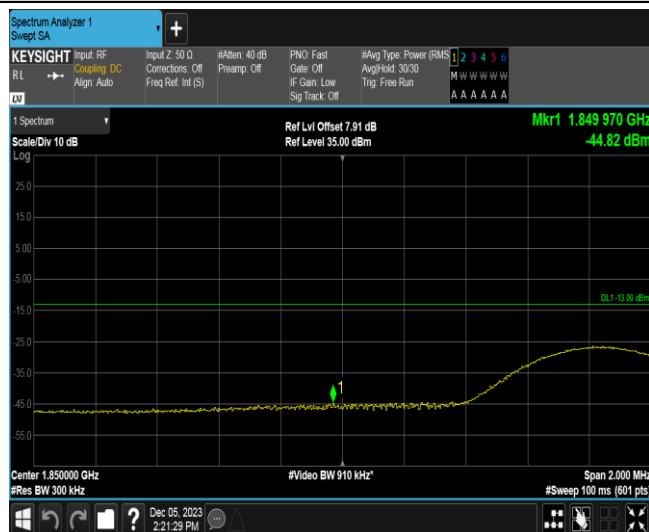 Spectrum Analyzer 1
Swept SA
KEYSIGHT
RL
LXI
Input: RF
Coupling: DC
Align: Auto
Input Z: 50 Ω
Corrections: Off
Freq Ref: Int (S)
#Atten: 40 dB
Preamp: Off
PNO: Fast
Gate: Off
IF Gain: Low
Sig Track: Off
#Avg Type: Power (RMS
Avg|Hold: 30/30
Trig: Free Run
1 2 3 4 5 6
M W W W W W
A A A A A A
1 Spectrum
Scale/Div 10 dB
Log
Ref Lvl Offset 7.91 dB
Ref Level 35.00 dBm
Mkr1 1.849 970 GHz
-44.82 dBm
25.0
15.0
5.00
-5.00
DL1 -13.00 dBm
-15.0
-25.0
-35.0
1
-45.0
-55.0
Center 1.850000 GHz
#Video BW 910 kHz*
Span 2.000 MHz
#Res BW 300 kHz
#Sweep 100 ms (601 pts)
?
Dec 05, 2023
2:21:29 PM